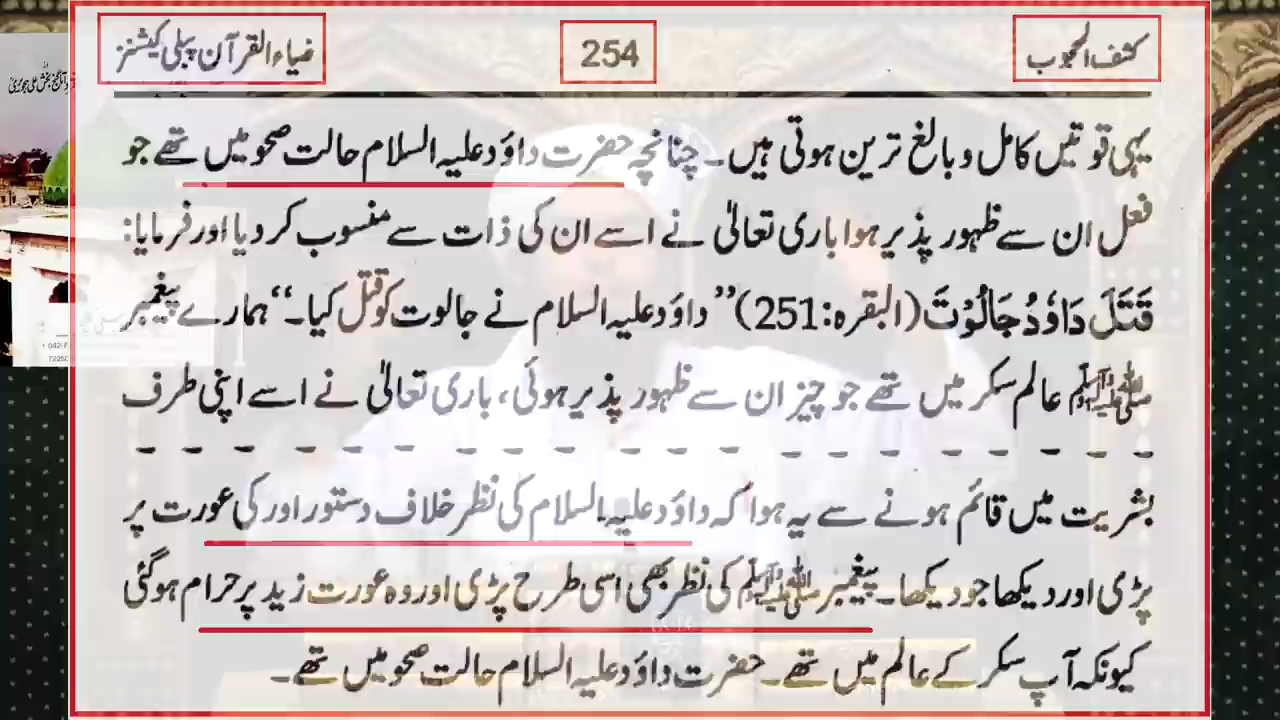 کشف المحجوب
254
ضیاء القرآن پبلی کیشنز
یہی قوتیں کامل و بالغ ترین ہوتی ہیں۔ چنانچہ حضرت داؤد علیہ السلام حالت صحو میں تھے جو
فعل ان سے ظہور پذیر ہوا باری تعالیٰ نے اسے ان کی ذات سے منسوب کر دیا اور فرمایا:
قَتَلَ دَاوٗدُ جَالُوْتَ (البقرہ:251) ’’داؤد علیہ السلام نے جالوت کو قتل کیا۔‘‘ ہمارے پیغمبر
ﷺ عالم سکر میں تھے جو چیز ان سے ظہور پذیر ہوئی، باری تعالیٰ نے اسے اپنی طرف
بشریت میں قائم ہونے سے یہ ہوا کہ داؤد علیہ السلام کی نظر خلاف دستور اور کی عورت پر
پڑی اور دیکھا جو دیکھا۔ پیغمبر ﷺ کی نظر بھی اسی طرح پڑی اور وہ عورت زید پر حرام ہوگئی
کیونکہ آپ سکر کے عالم میں تھے۔ حضرت داؤد علیہ السلام حالت صحو میں تھے۔